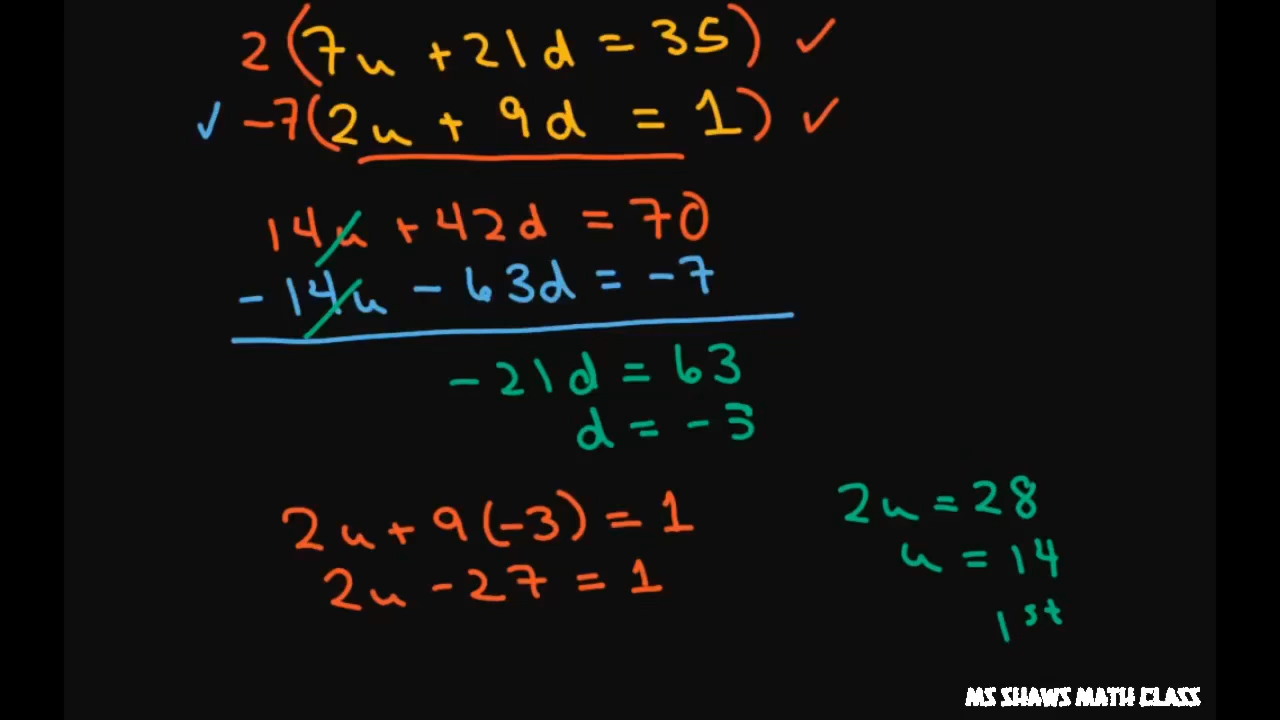 2(7u + 21d = 35) ✓
✓ -7(2u + 9d = 1) ✓
14u + 42d = 70
- 14u - 63d = -7
-21d = 63
d = -3
2u + 9(-3) = 1
2u - 27 = 1
2u = 28
u = 14
1st
MS SHAWS MATH CLASS